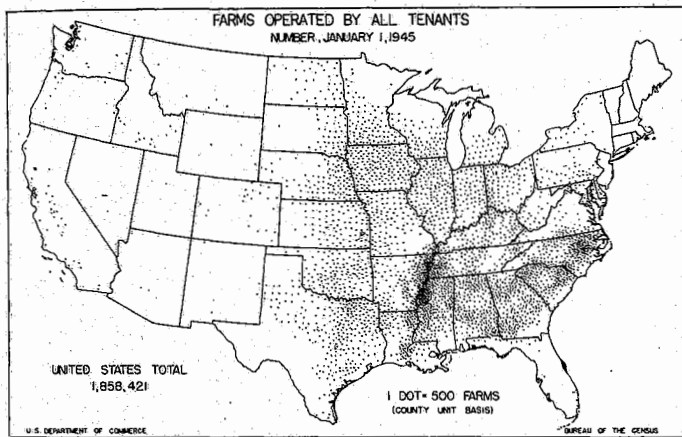 FARMS OPERATED BY ALL TENANTS
NUMBER, JANUARY 1, 1945
UNITED STATES TOTAL
1,858,421
1 DOT = 500 FARMS
(COUNTY UNIT BASIS)
U.S. DEPARTMENT OF COMMERCE
BUREAU OF THE CENSUS